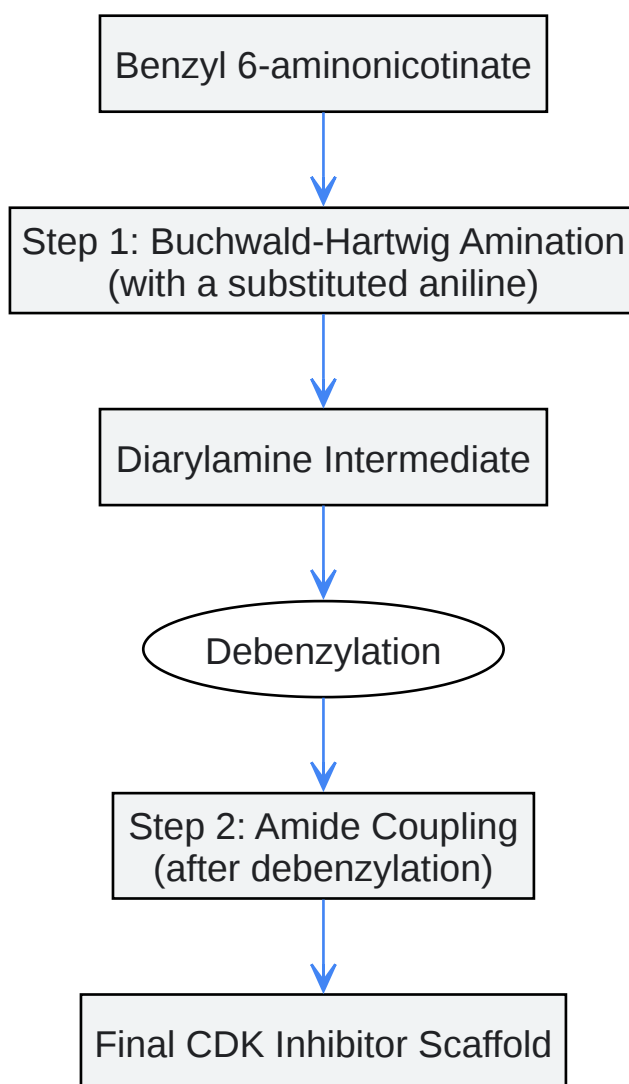 Benzyl 6-aminonicotinate
Step 1: Buchwald-Hartwig Amination
(with a substituted aniline)
Diarylamine Intermediate
Debenzylation
Step 2: Amide Coupling
(after debenzylation)
Final CDK Inhibitor Scaffold